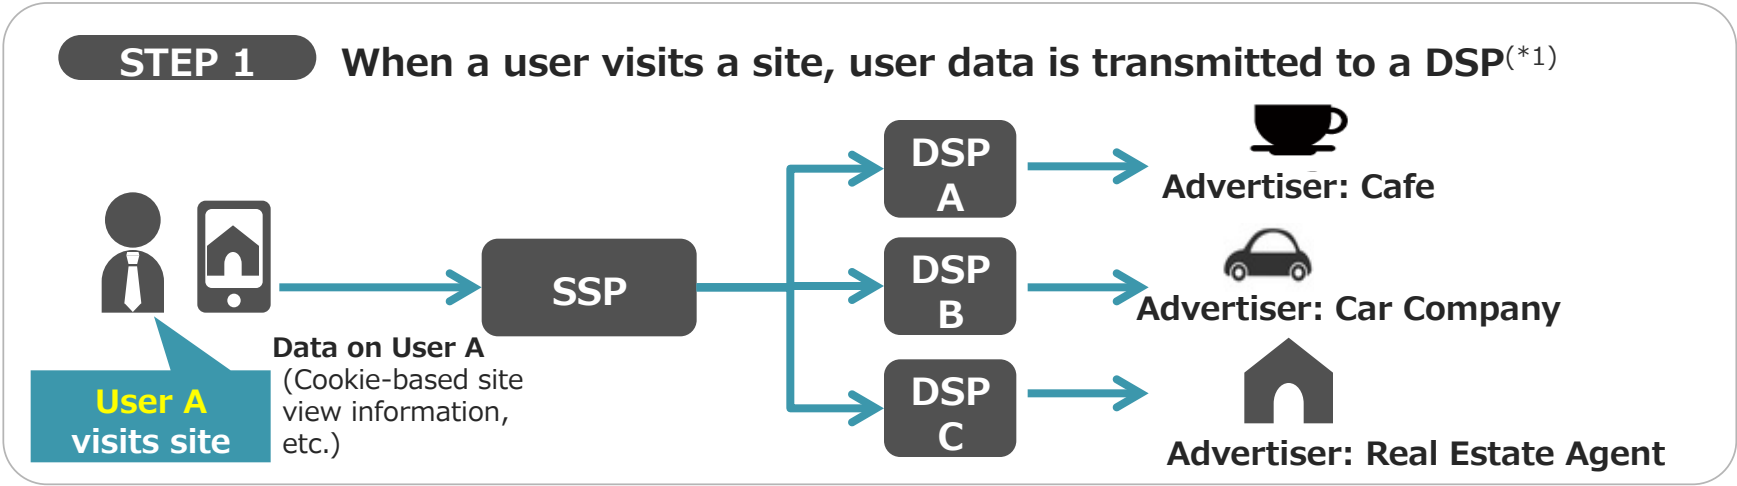 STEP 1
When a user visits a site, user data is transmitted to a DSP(*1)
DSP
A
Advertiser: Cafe
SSP
DSP
B
Advertiser: Car Company
Data on User A
(Cookie-based site
view information,
etc.)
User A
visits site
DSP
C
Advertiser: Real Estate Agent